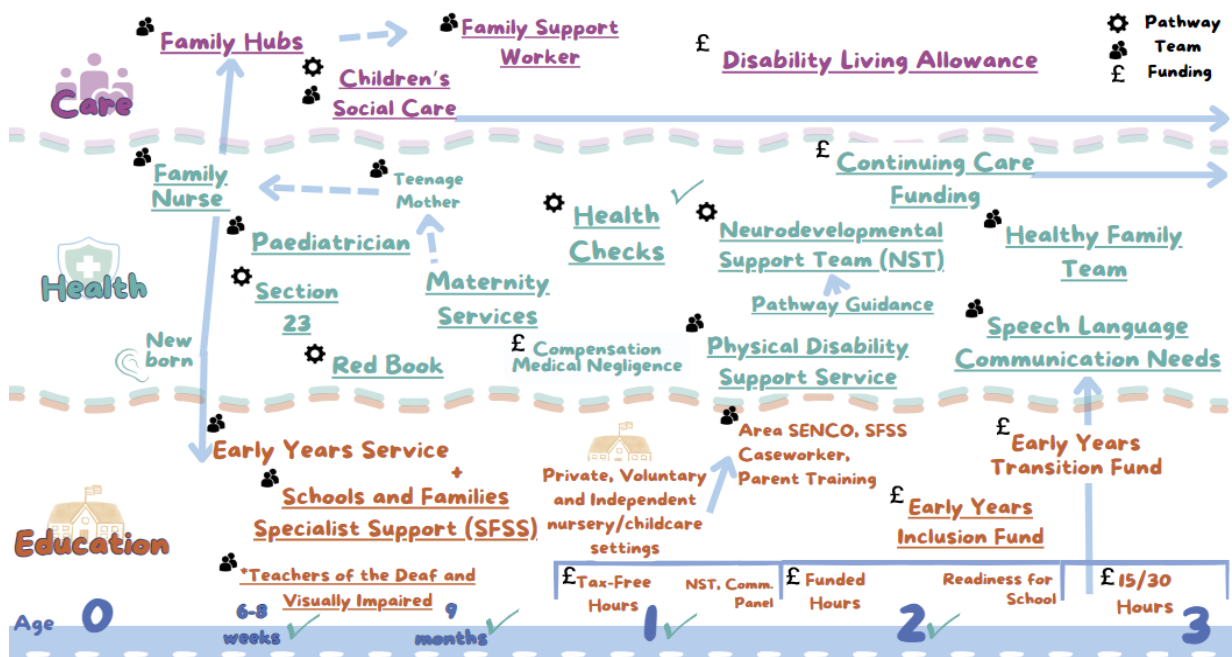 Family Hubs
Family Support
Worker
£
Disability Living Allowance
Pathway
Team
£ Funding
Care
Children's
Social Care
Family
Nurse
Teenage
Mother
£
Continuing Care
Funding
Health
Checks
Neurodevelopmental
Support Team (NST)
Healthy Family
Team
Paediatrician
Health
Section
23
Maternity
Services
Pathway Guidance
New
born
Red Book
£ Compensation
Medical Negligence
Physical Disability
Support Service
Speech Language
Communication Needs
Early Years Service
+
Schools and Families
Specialist Support (SFSS)
Private, Voluntary
and Independent
nursery/childcare
settings
Area SENCO, SFSS
Caseworker,
Parent Training
£ Early Years
Transition Fund
£ Early Years
Inclusion Fund
Education
*Teachers of the Deaf and
Visually Impaired
£ Tax-Free
Hours
NST, Comm.
Panel
£ Funded
Hours
Readiness for
School
£ 15/30
Hours
Age 0
6-8
weeks
9
months
1
2
3